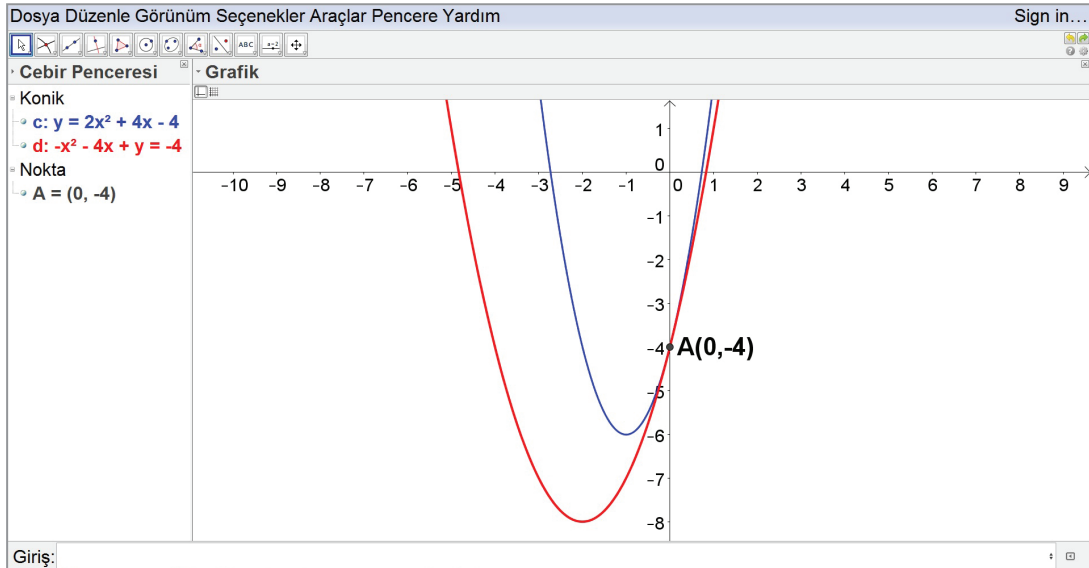 Dosya Düzenle Görünüm Seçenekler Araçlar Pencere Yardım
Sign in...
ABC
a=2
Cebir Penceresi
Grafik
Konik
c: y = 2x² + 4x - 4
d: -x² - 4x + y = -4
Nokta
A = (0, -4)
1
0
-10 -9 -8 -7 -6 -5 -4 -3 -2 -1 0 1 2 3 4 5 6 7 8 9
-1
-2
-3
-4
A(0,-4)
-5
-6
-7
-8
Giriş: